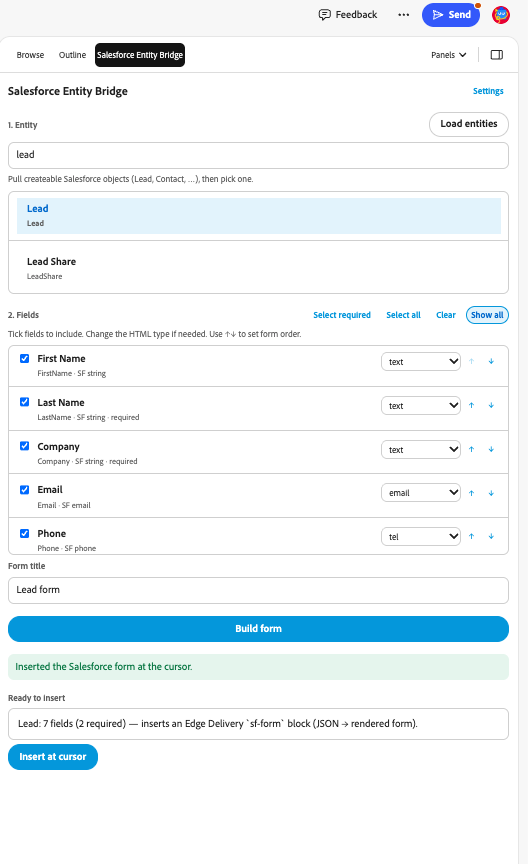 Feedback
Send
Browse
Outline
Salesforce Entity Bridge
Panels
Salesforce Entity Bridge
Settings
1. Entity
Load entities
lead
Pull createable Salesforce objects (Lead, Contact, ...), then pick one.
Lead
Lead
Lead Share
LeadShare
2. Fields
Select required
Select all
Clear
Show all
Tick fields to include. Change the HTML type if needed. Use ↑↓ to set form order.
First Name
text
↑
↓
FirstName · SF string
Last Name
text
↑
↓
LastName · SF string · required
Company
text
↑
↓
Company · SF string · required
Email
email
↑
↓
Email · SF email
Phone
tel
↑
↓
Phone · SF phone
Form title
Lead form
Build form
Inserted the Salesforce form at the cursor.
Ready to insert
Lead: 7 fields (2 required) — inserts an Edge Delivery `sf-form` block (JSON → rendered form).
Insert at cursor